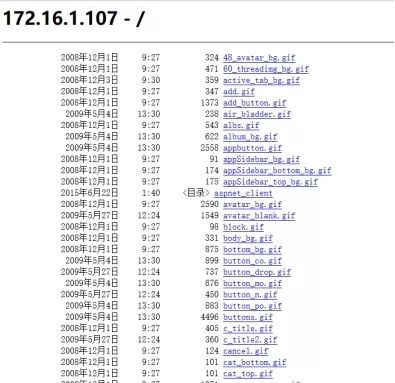 172.16.1.107 - /
2008年12月1日 9:27 324 48_avatar_bg.gif
2008年12月1日 9:27 471 60_threadimg_bg.gif
2008年12月3日 9:30 359 active_tab_bg.gif
2008年12月1日 9:27 347 add.gif
2008年12月1日 9:27 1373 add_button.gif
2009年5月4日 13:30 238 air_bladder.gif
2008年12月1日 9:27 543 albs.gif
2009年5月4日 13:30 622 album_bg.gif
2009年5月4日 13:30 2558 appbutton.gif
2008年12月1日 9:27 91 appSidebar_bg.gif
2008年12月1日 9:27 174 appSidebar_bottom_bg.gif
2008年12月1日 9:27 175 appSidebar_top_bg.gif
2015年6月22日 1:40 <目录> aspnet_client
2008年12月1日 9:27 2590 avatar_bg.gif
2009年5月27日 12:24 1549 avatar_blank.gif
2008年12月1日 9:27 98 block.gif
2008年12月1日 9:27 331 body_bg.gif
2008年12月1日 9:27 875 bottom_bg.gif
2009年5月4日 13:30 899 button_co.gif
2009年5月27日 12:24 737 button_drop.gif
2009年5月4日 13:30 876 button_mo.gif
2009年5月27日 12:24 450 button_n.gif
2009年5月4日 13:30 883 button_po.gif
2008年12月1日 9:27 4496 buttons.gif
2008年12月1日 9:27 405 c_title.gif
2009年5月27日 12:24 360 c_title2.gif
2008年12月1日 9:27 124 cancel.gif
2008年12月1日 9:27 101 cat_bottom.gif
2008年12月1日 9:27 101 cat_top.gif